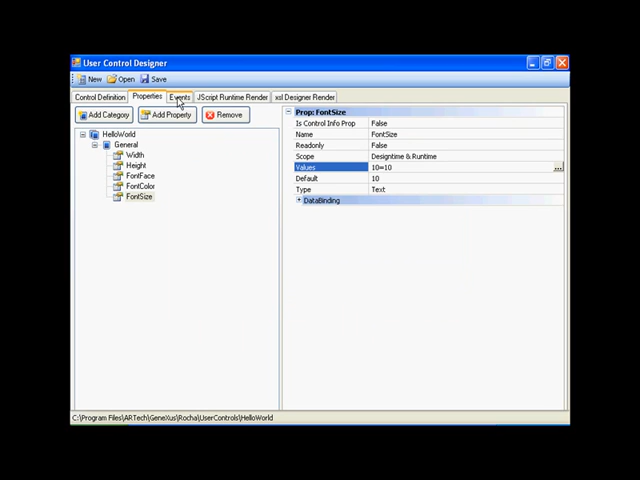 User Control Designer
New Open Save
Control Definition Properties Events JScript Runtime Render xsl Designer Render
Add Category Add Property Remove
HelloWorld
General
Width
Height
FontFace
FontColor
FontSize
Prop: FontSize
Is Control Info Prop False
Name FontSize
Readonly False
Scope Designtime & Runtime
Values 10=10 ...
Default 10
Type Text
DataBinding
C:\Program Files\ARTech\GeneXus\Rocha\UserControls\HelloWorld